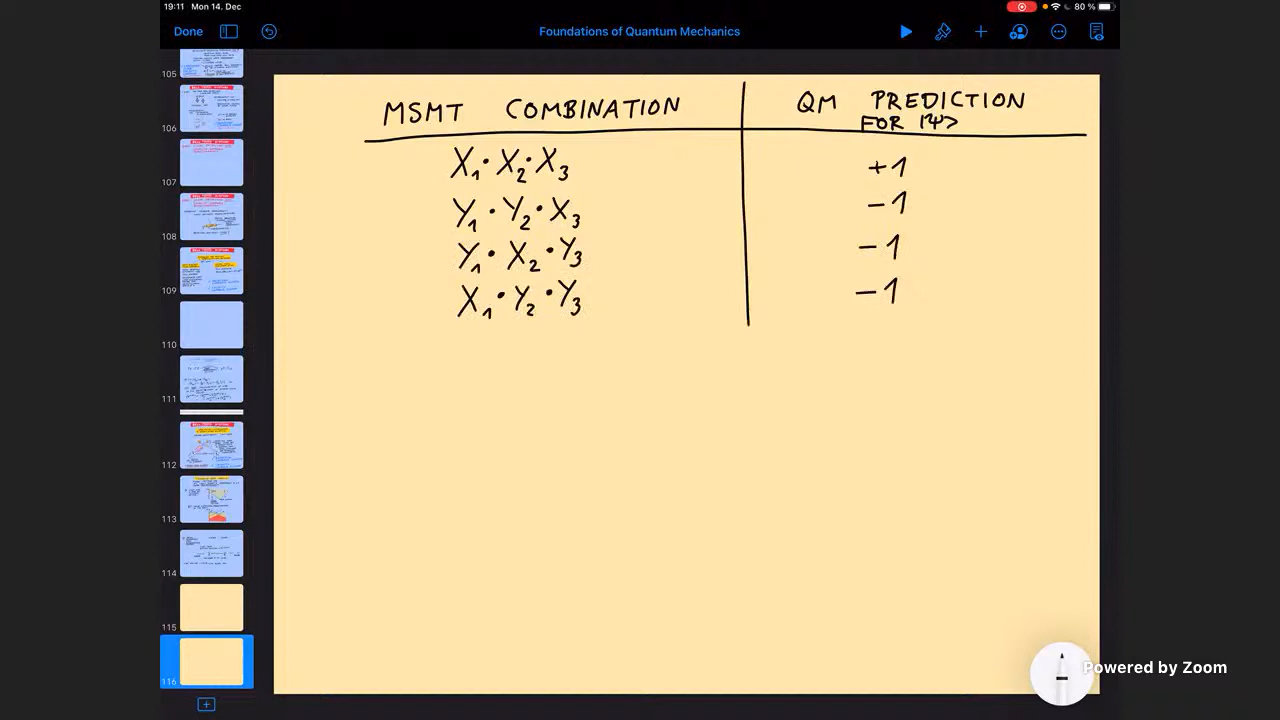 19:11 Mon 14. Dec
80 %
Done
Foundations of Quantum Mechanics
MSMT COMBINATION
QM PREDICTION
FOR |Ψ>
X₁·X₂·X₃
+1
Y₁·Y₂·X₃
-1
Y₁·X₂·Y₃
-1
X₁·Y₂·Y₃
-1
105
106
107
108
109
110
111
112
113
114
115
116
Powered by Zoom